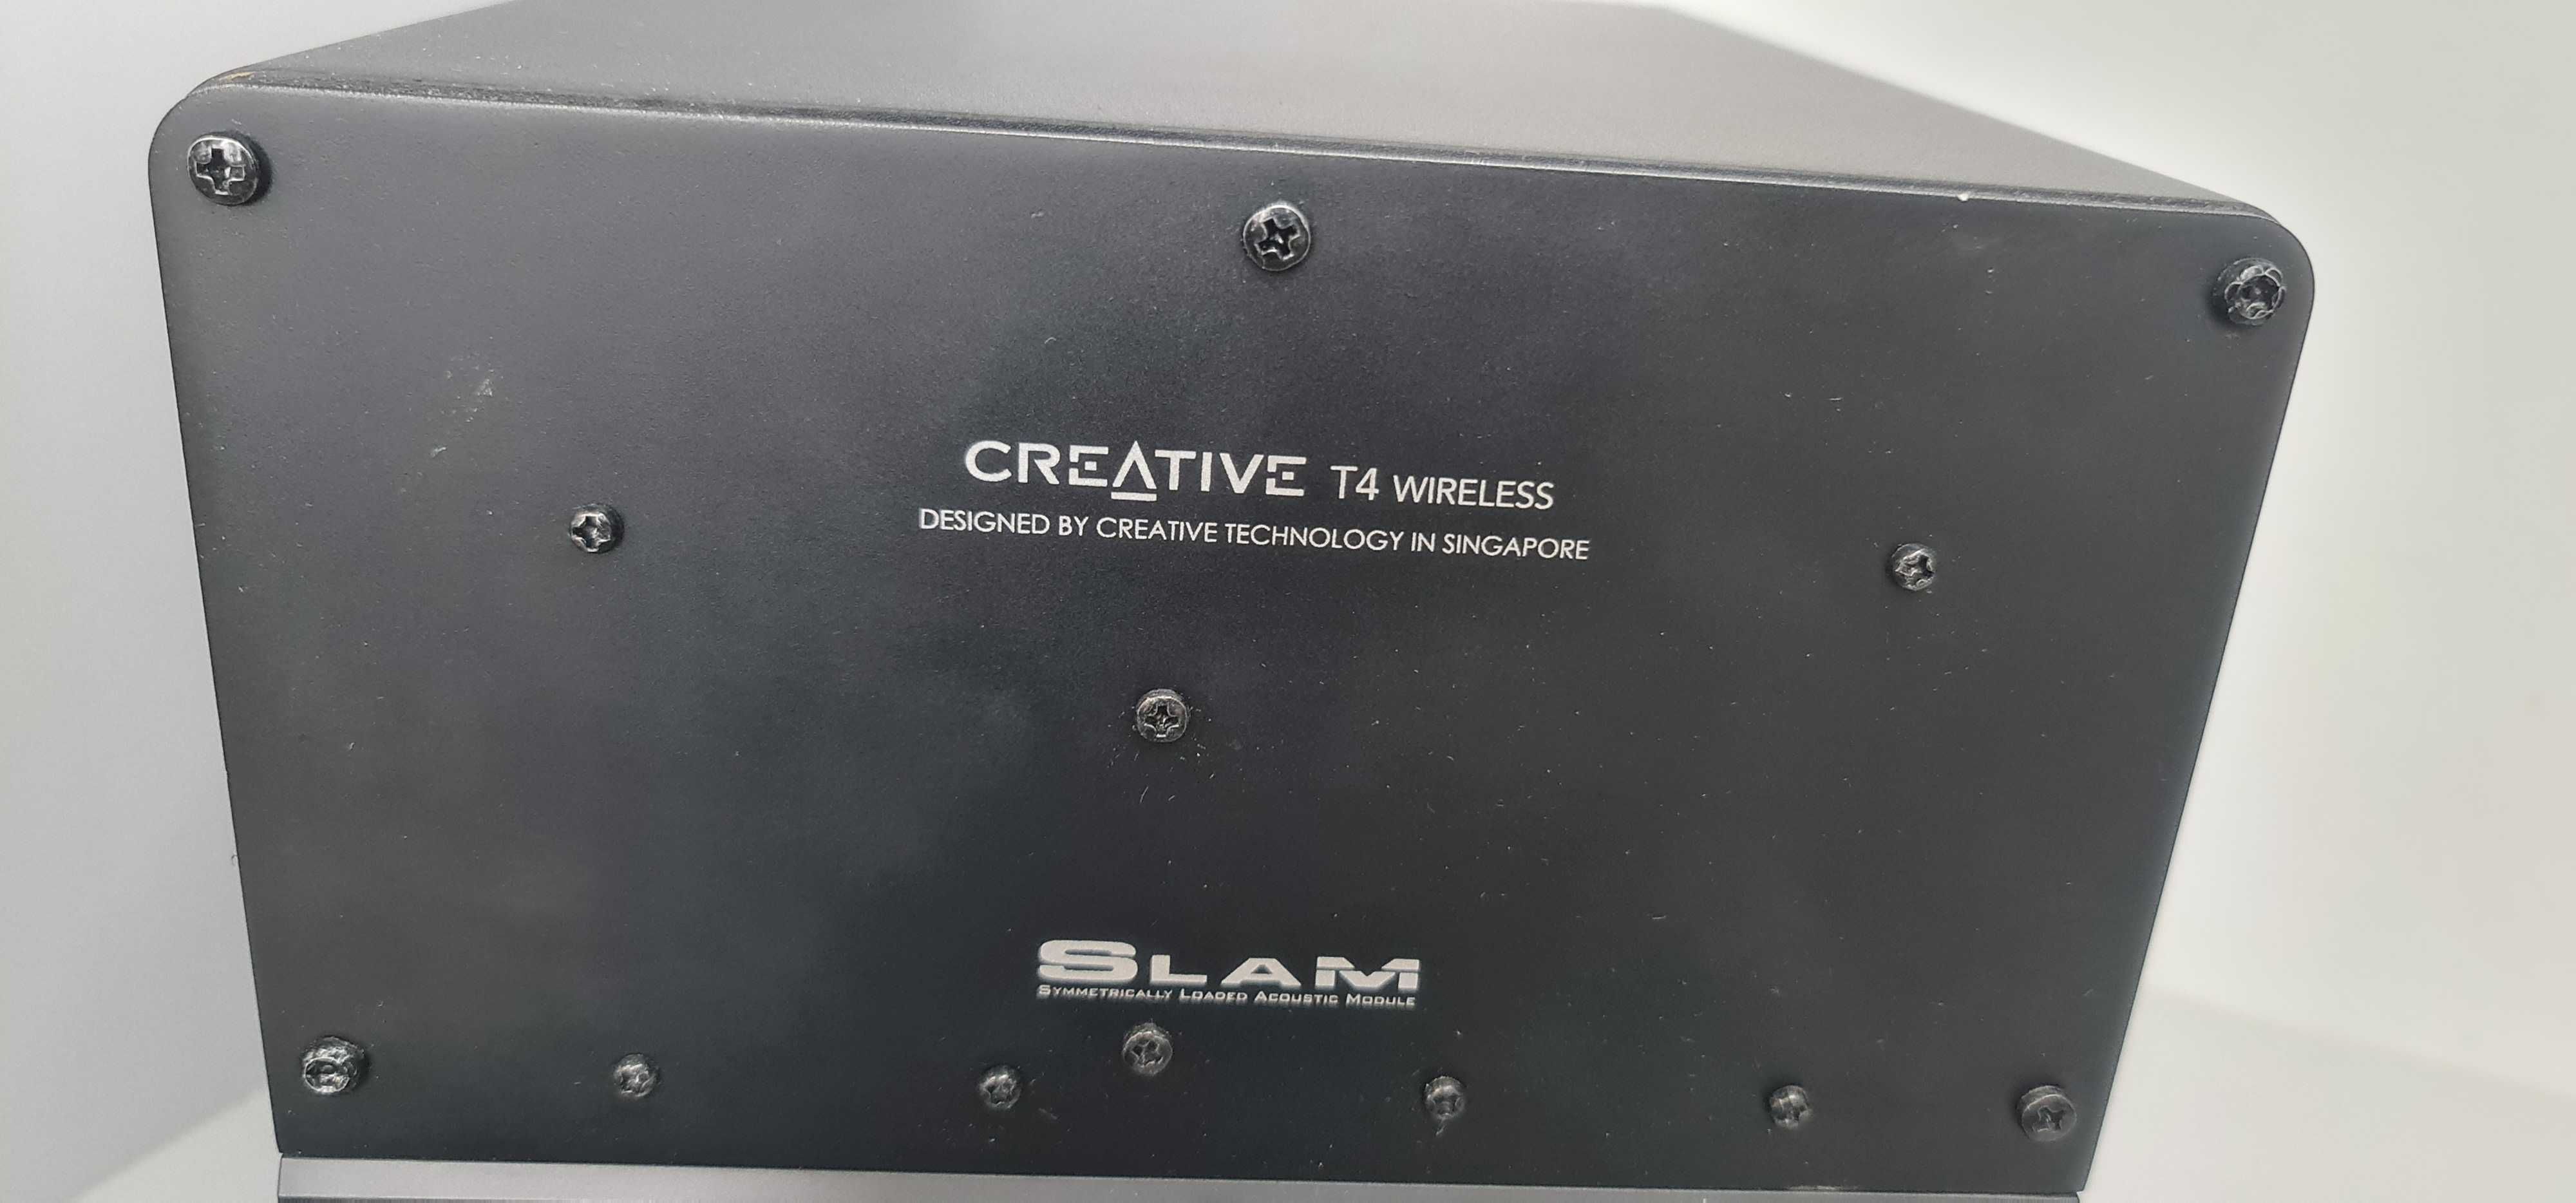 CREATIVE T4 WIRELESS
DESIGNED BY CREATIVE TECHNOLOGY IN SINGAPORE
SLAM
SYMMETRICALLY LOADED ACOUSTIC MODULE